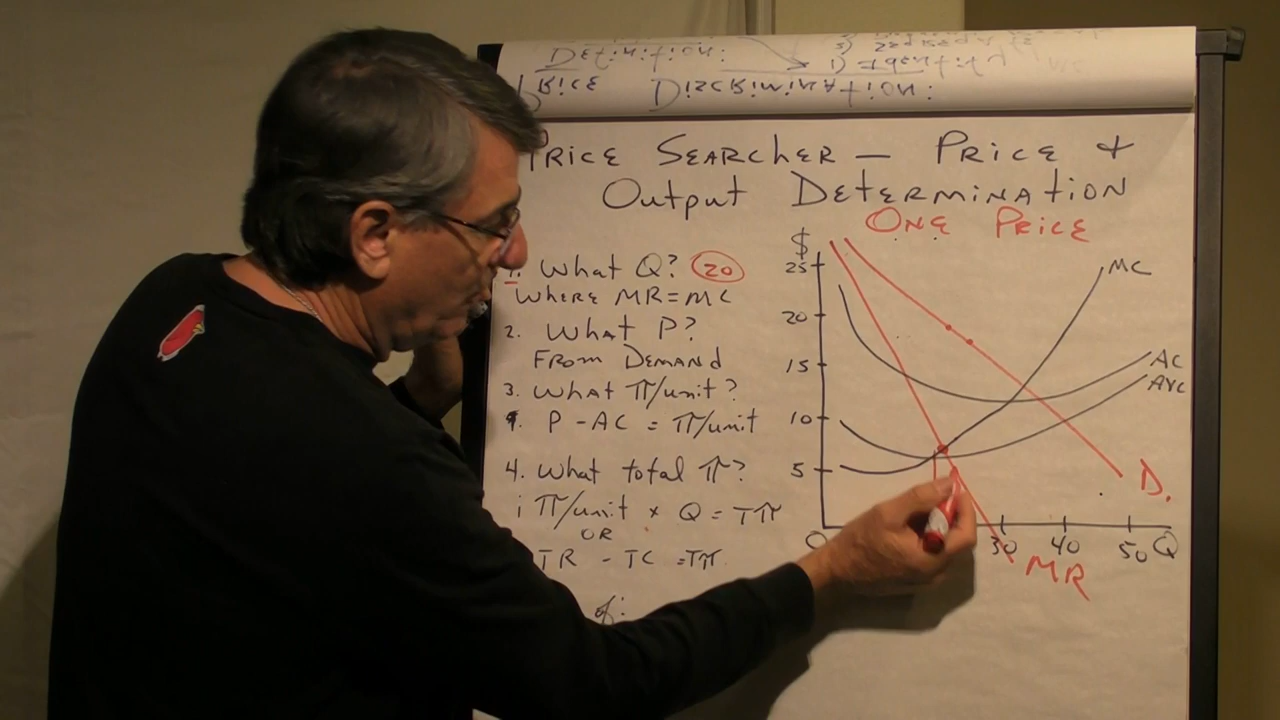 PRICE DISCRIMINATION:
Definition:
PRICE SEARCHER — PRICE +
Output DETERMINATION
ONE PRICE
1. What Q? 20
WHERE MR = MC
2. What P?
FROM DEMAND
3. What π/unit?
P - AC = π/unit
4. What total π?
π/unit x Q = Tπ
OR
TR - TC = Tπ
$
25
20
15
10
5
O
30
40
50
Q
MC
AC
AVC
D.
MR